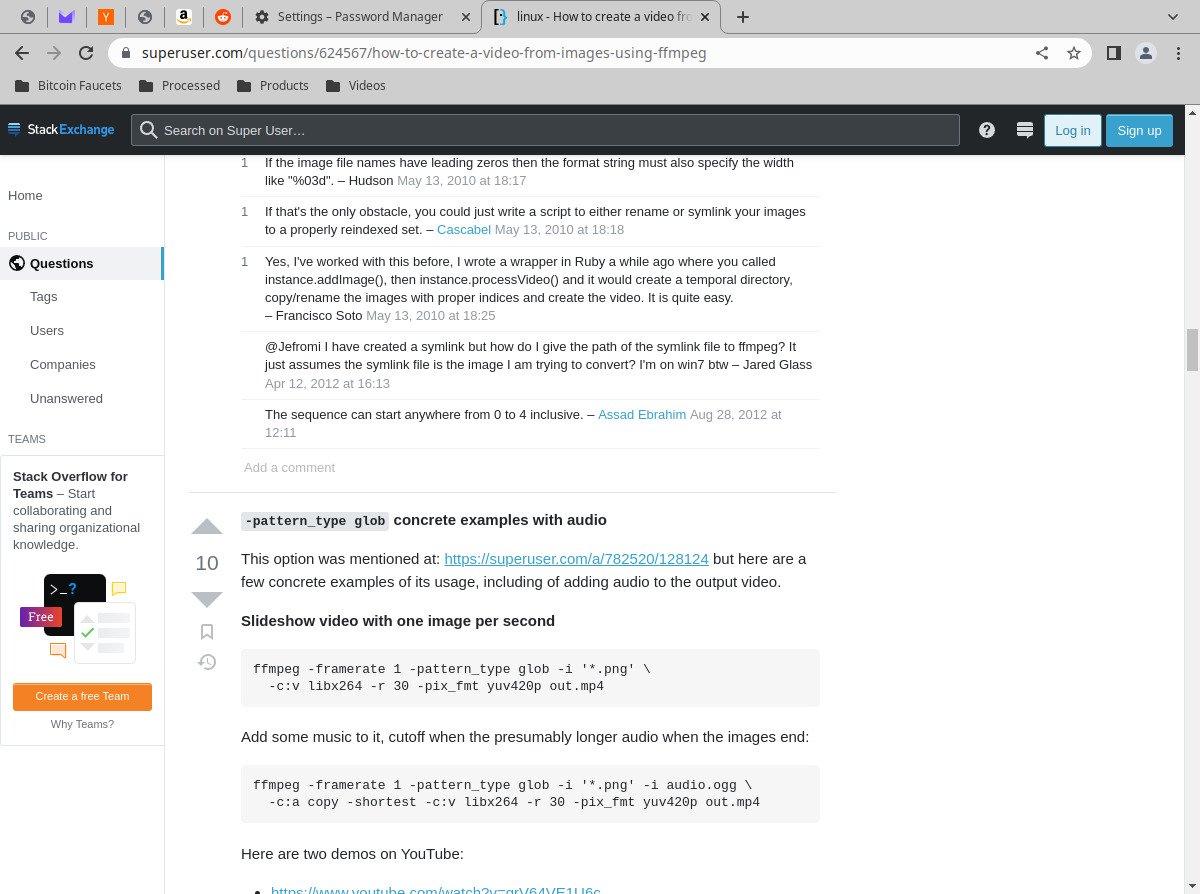 Settings – Password Manager
linux - How to create a video fro
superuser.com/questions/624567/how-to-create-a-video-from-images-using-ffmpeg
Bitcoin Faucets
Processed
Products
Videos
StackExchange
Search on Super User…
Log in
Sign up
Home
PUBLIC
Questions
Tags
Users
Companies
Unanswered
TEAMS
Stack Overflow for
Teams – Start
collaborating and
sharing organizational
knowledge.
>_?
Free
Create a free Team
Why Teams?
1 If the image file names have leading zeros then the format string must also specify the width
like "%03d". – Hudson May 13, 2010 at 18:17
1 If that's the only obstacle, you could just write a script to either rename or symlink your images
to a properly reindexed set. – Cascabel May 13, 2010 at 18:18
1 Yes, I've worked with this before, I wrote a wrapper in Ruby a while ago where you called
instance.addImage(), then instance.processVideo() and it would create a temporal directory,
copy/rename the images with proper indices and create the video. It is quite easy.
– Francisco Soto May 13, 2010 at 18:25
@Jefromi I have created a symlink but how do I give the path of the symlink file to ffmpeg? It
just assumes the symlink file is the image I am trying to convert? I'm on win7 btw – Jared Glass
Apr 12, 2012 at 16:13
The sequence can start anywhere from 0 to 4 inclusive. – Assad Ebrahim Aug 28, 2012 at
12:11
Add a comment
10
-pattern_type glob concrete examples with audio
This option was mentioned at: https://superuser.com/a/782520/128124 but here are a
few concrete examples of its usage, including of adding audio to the output video.
Slideshow video with one image per second
ffmpeg -framerate 1 -pattern_type glob -i '*.png' \
-c:v libx264 -r 30 -pix_fmt yuv420p out.mp4
Add some music to it, cutoff when the presumably longer audio when the images end:
ffmpeg -framerate 1 -pattern_type glob -i '*.png' -i audio.ogg \
-c:a copy -shortest -c:v libx264 -r 30 -pix_fmt yuv420p out.mp4
Here are two demos on YouTube: